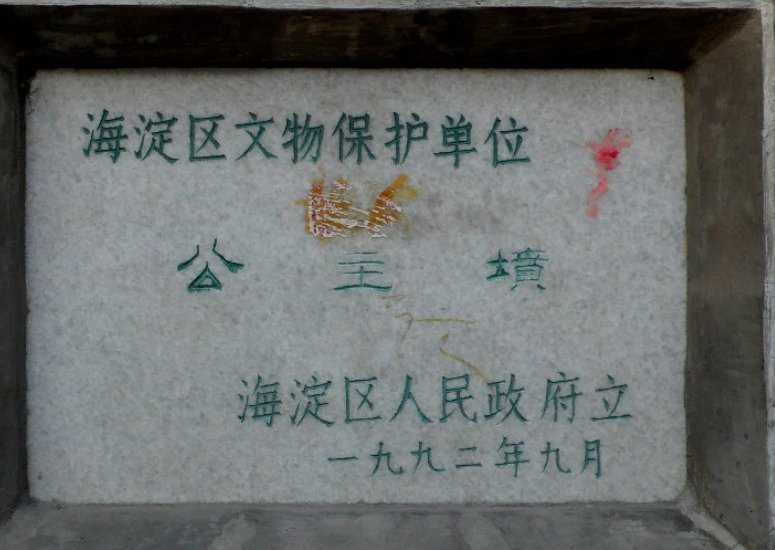 海淀区文物保护单位
公主墳
海淀区人民政府立
一九九二年九月